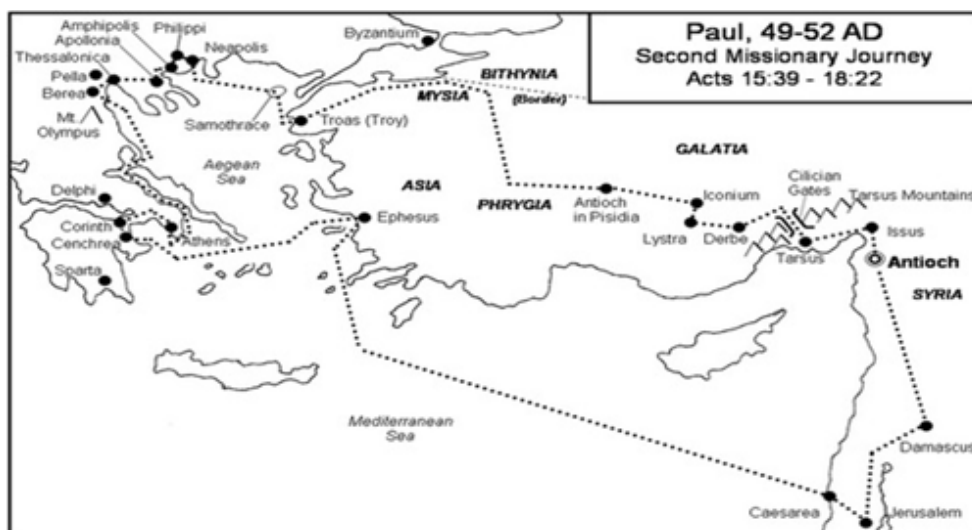 Paul, 49-52 AD
Second Missionary Journey
Acts 15:39 - 18:22
Amphipolis
Philippi
Apollonia
Neapolis
Byzantium
Thessalonica
BITHYNIA
Pella
MYSIA
(Border)
Berea
Mt.
Olympus
Samothrace
Troas (Troy)
GALATIA
Aegean
Sea
Cilician
Gates
Tarsus Mountains
ASIA
Delphi
PHRYGIA
Antioch
in Pisidia
Iconium
Ephesus
Corinth
Lystra
Derbe
Issus
Cenchrea
Athens
Tarsus
Antioch
Sparta
SYRIA
Mediterranean
Sea
Damascus
Caesarea
Jerusalem